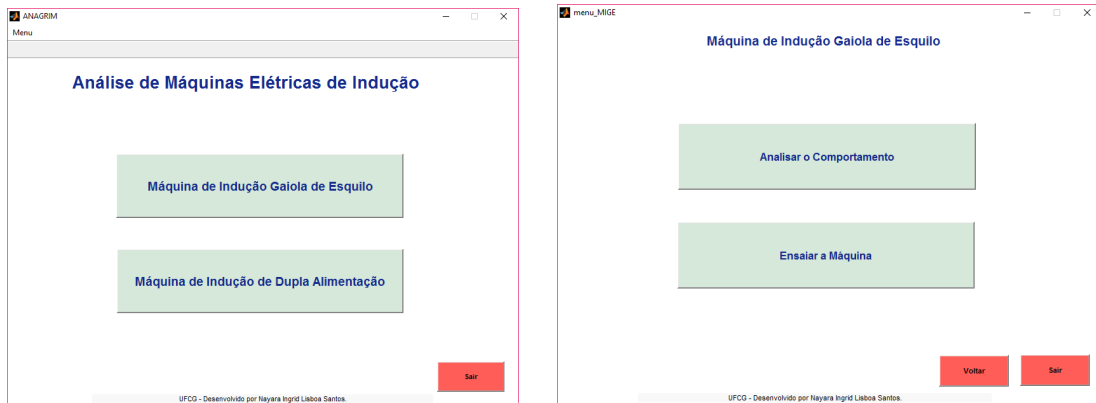 ANAGRIM
Menu
Análise de Máquinas Elétricas de Indução
Máquina de Indução Gaiola de Esquilo
Máquina de Indução de Dupla Alimentação
Sair
UFCG - Desenvolvido por Nayara Ingrid Lisboa Santos.
menu_MIGE
Máquina de Indução Gaiola de Esquilo
Analisar o Comportamento
Ensaiar a Máquina
Voltar
Sair
UFCG - Desenvolvido por Nayara Ingrid Lisboa Santos.